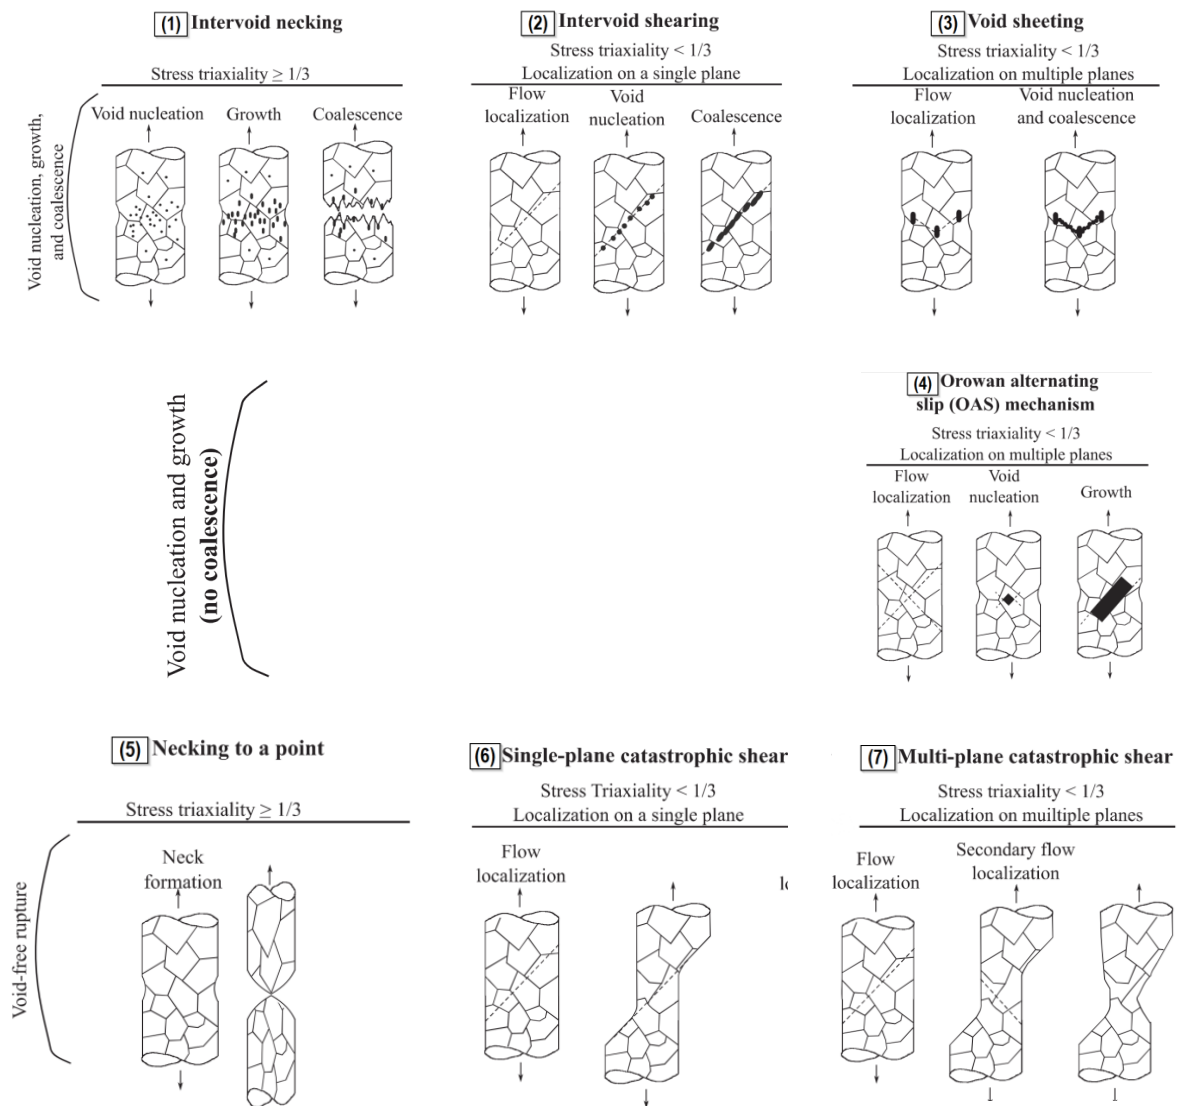 (1) Intervoid necking
Stress triaxiality ≥ 1/3
Void nucleation
Growth
Coalescence
Void nucleation, growth,
and coalescence
(2) Intervoid shearing
Stress triaxiality < 1/3
Localization on a single plane
Flow
localization
Void
nucleation
Coalescence
(3) Void sheeting
Stress triaxiality < 1/3
Localization on multiple planes
Flow
localization
Void nucleation
and coalescence
Void nucleation and growth
(no coalescence)
(4) Orowan alternating
slip (OAS) mechanism
Stress triaxiality < 1/3
Localization on multiple planes
Flow
localization
Void
nucleation
Growth
(5) Necking to a point
Stress triaxiality ≥ 1/3
Neck
formation
Void-free rupture
(6) Single-plane catastrophic shear
Stress Triaxiality < 1/3
Localization on a single plane
Flow
localization
(7) Multi-plane catastrophic shear
Stress triaxiality < 1/3
Localization on muiltiple planes
Flow
localization
Secondary flow
localization